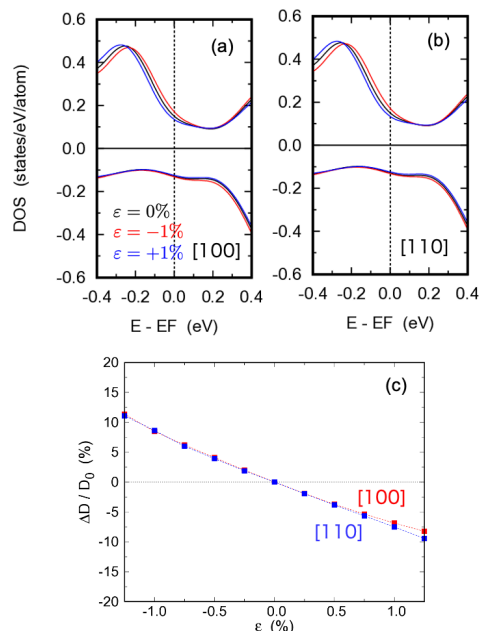 0.6
0.4
0.2
0.0
-0.2
-0.4
-0.6
DOS (states/eV/atom)
(a)
ε = 0%
ε = −1%
ε = +1%
[100]
-0.4 -0.2 0.0 0.2 0.4
E - EF (eV)
0.6
0.4
0.2
0.0
-0.2
-0.4
-0.6
(b)
[110]
-0.4 -0.2 0.0 0.2 0.4
E - EF (eV)
20
15
10
5
0
-5
-10
-15
-20
ΔD / D0 (%)
(c)
[100]
[110]
-1.0 -0.5 0.0 0.5 1.0
ε (%)